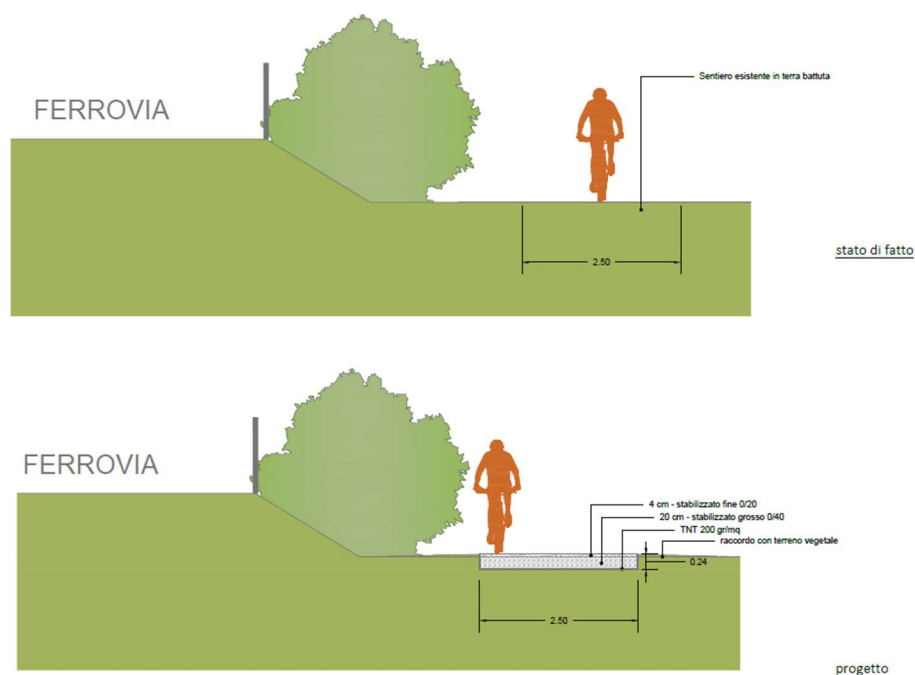 FERROVIA
Sentiero esistente in terra battuta
2.50
stato di fatto
FERROVIA
4 cm - stabilizzato fine 0/20
20 cm - stabilizzato grosso 0/40
TNT 200 gr/mq
raccordo con terreno vegetale
0.24
2.50
progetto